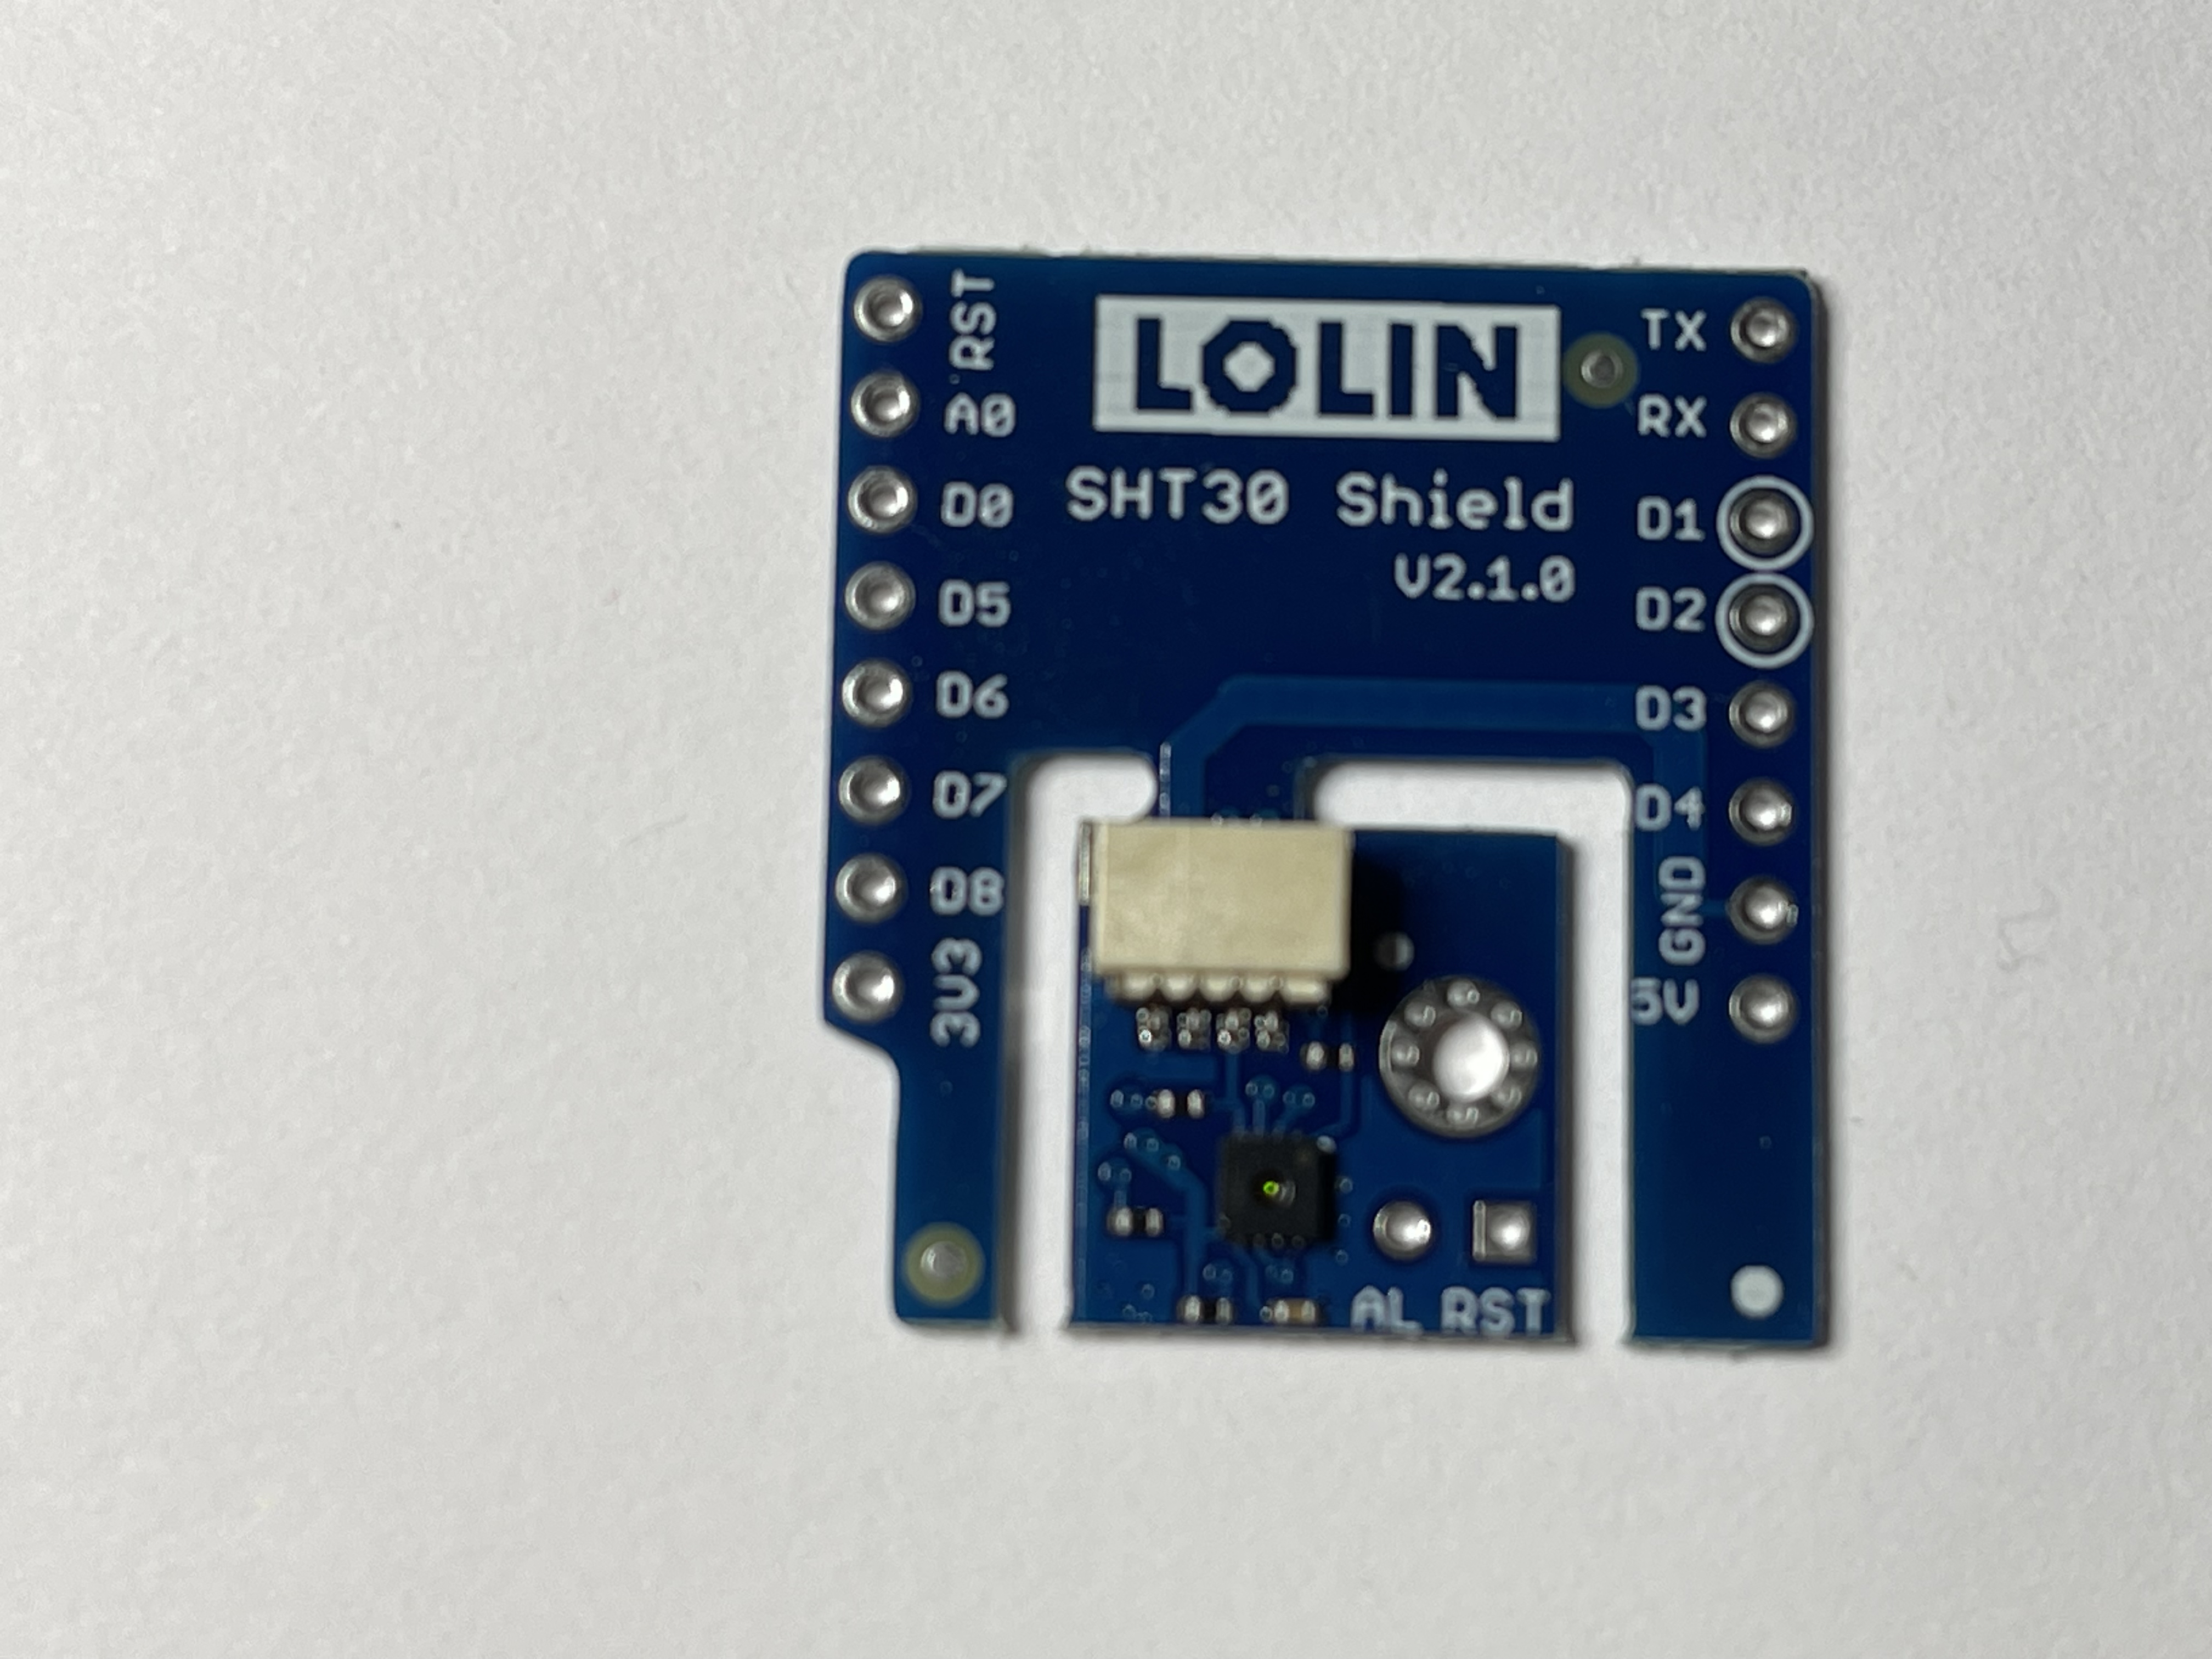 RST
A0
D0
D5
D6
D7
D8
3V3
LOLIN
SHT30 Shield
V2.1.0
TX
RX
D1
D2
D3
D4
GND
5V
AL RST